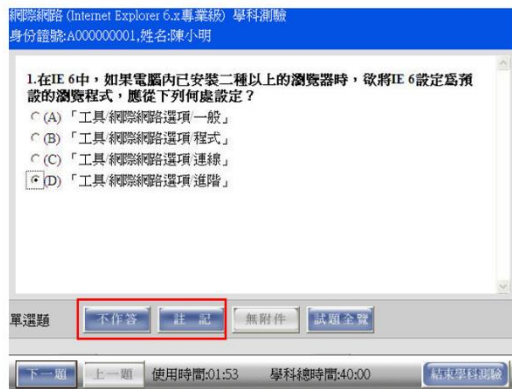 網際網路 (Internet Explorer 6.x專業級) 學科測驗
身份證號:A000000001,姓名:陳小明
1.在IE 6中，如果電腦內已安裝二種以上的瀏覽器時，欲將IE 6設定為預
設的瀏覽程式，應從下列何處設定？
(A) 「工具/網際網路選項/一般」
(B) 「工具/網際網路選項/程式」
(C) 「工具/網際網路選項/連線」
(D) 「工具/網際網路選項/進階」
單選題 不作答 註 記 無附件 試題全覽
下一題 上一題 使用時間:01:53 學科總時間:40:00 結束學科測驗